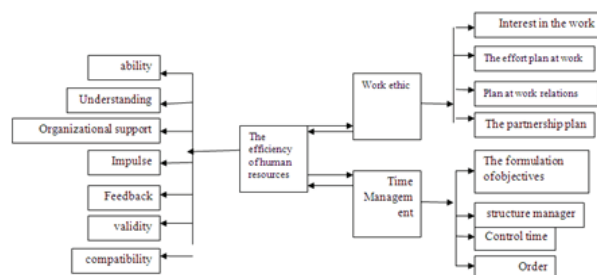 ability
Understanding
Organizational support
Impulse
Feedback
validity
compatibility
The
efficiency
of human
resources
Work ethic
Time
Managem
ent
Interest in the work
The effort plan at work
Plan at work relations
The partnership plan
The formulation
of objectives
structure manager
Control time
Order